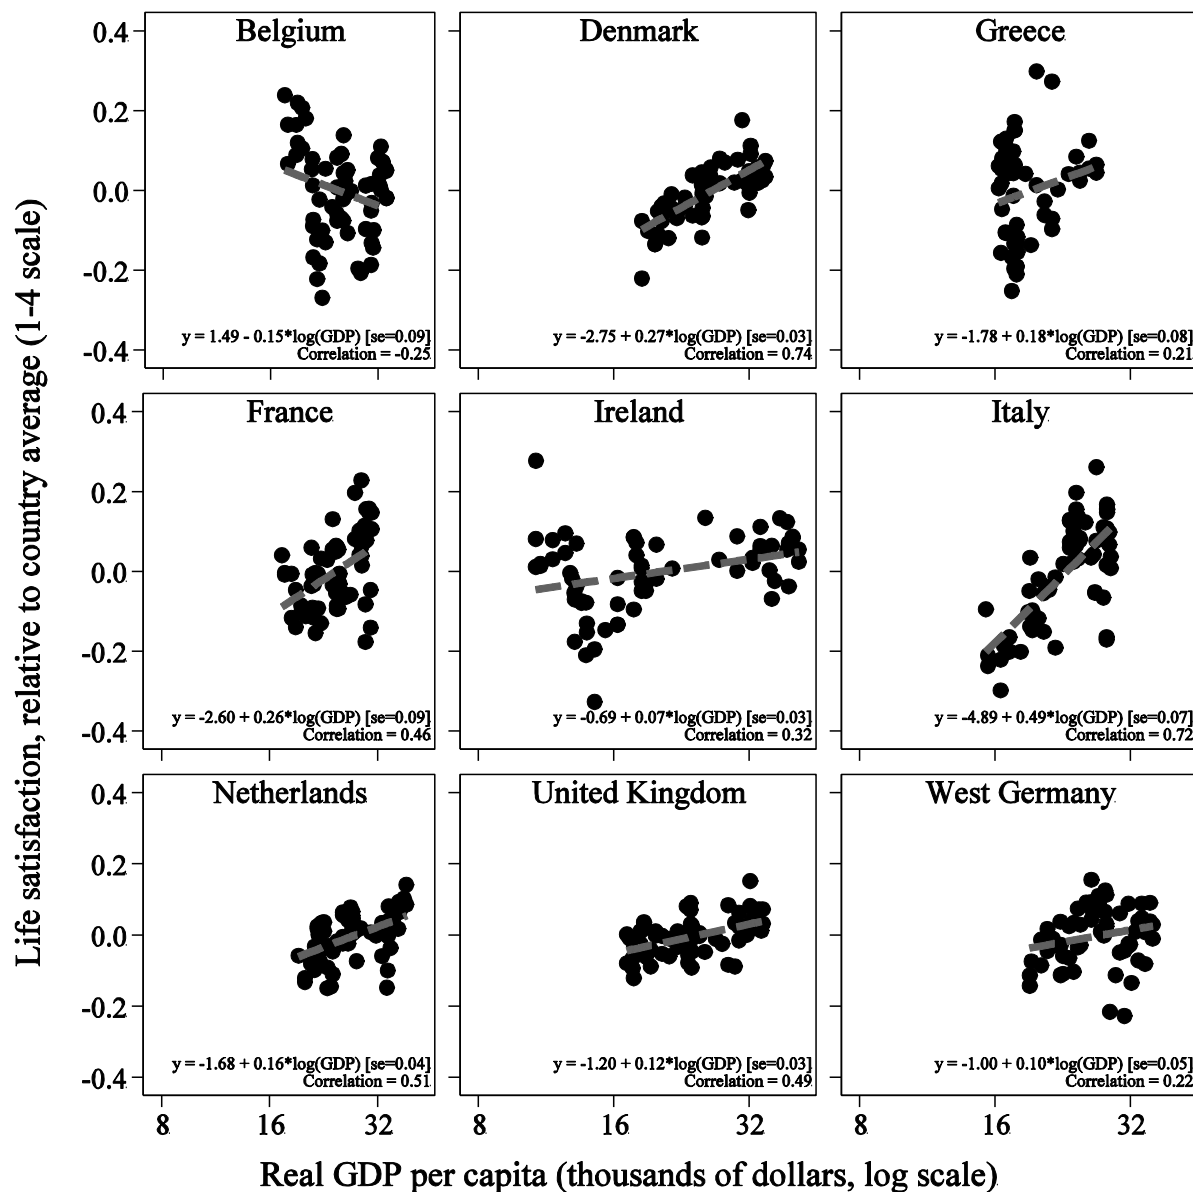 Life satisfaction, relative to country average (1-4 scale)
Belgium
Denmark
Greece
0.4
0.2
0.0
-0.2
-0.4
y = 1.49 - 0.15*log(GDP) [se=0.09]
Correlation = -0.25
y = -2.75 + 0.27*log(GDP) [se=0.03]
Correlation = 0.74
y = -1.78 + 0.18*log(GDP) [se=0.08]
Correlation = 0.21
France
Ireland
Italy
0.4
0.2
0.0
-0.2
-0.4
y = -2.60 + 0.26*log(GDP) [se=0.09]
Correlation = 0.46
y = -0.69 + 0.07*log(GDP) [se=0.03]
Correlation = 0.32
y = -4.89 + 0.49*log(GDP) [se=0.07]
Correlation = 0.72
Netherlands
United Kingdom
West Germany
0.4
0.2
0.0
-0.2
-0.4
y = -1.68 + 0.16*log(GDP) [se=0.04]
Correlation = 0.51
y = -1.20 + 0.12*log(GDP) [se=0.03]
Correlation = 0.49
y = -1.00 + 0.10*log(GDP) [se=0.05]
Correlation = 0.22
8 16 32 8 16 32 8 16 32
Real GDP per capita (thousands of dollars, log scale)